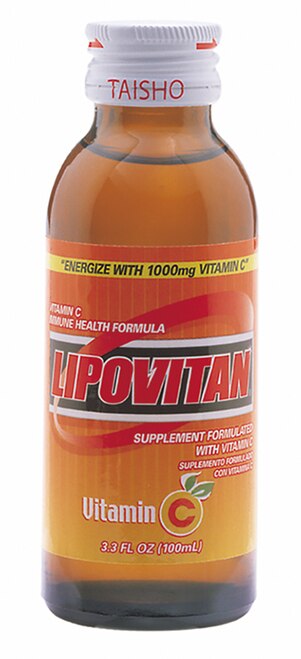 TAISHO
"ENERGIZE WITH 1000mg VITAMIN C"
VITAMIN C
IMMUNE HEALTH FORMULA
LIPOVITAN
SUPPLEMENT FORMULATED
WITH VITAMIN C
SUPLEMENTO FORMULADO
CON VITAMINA C
Vitamin C
3.3 FL OZ (100mL)